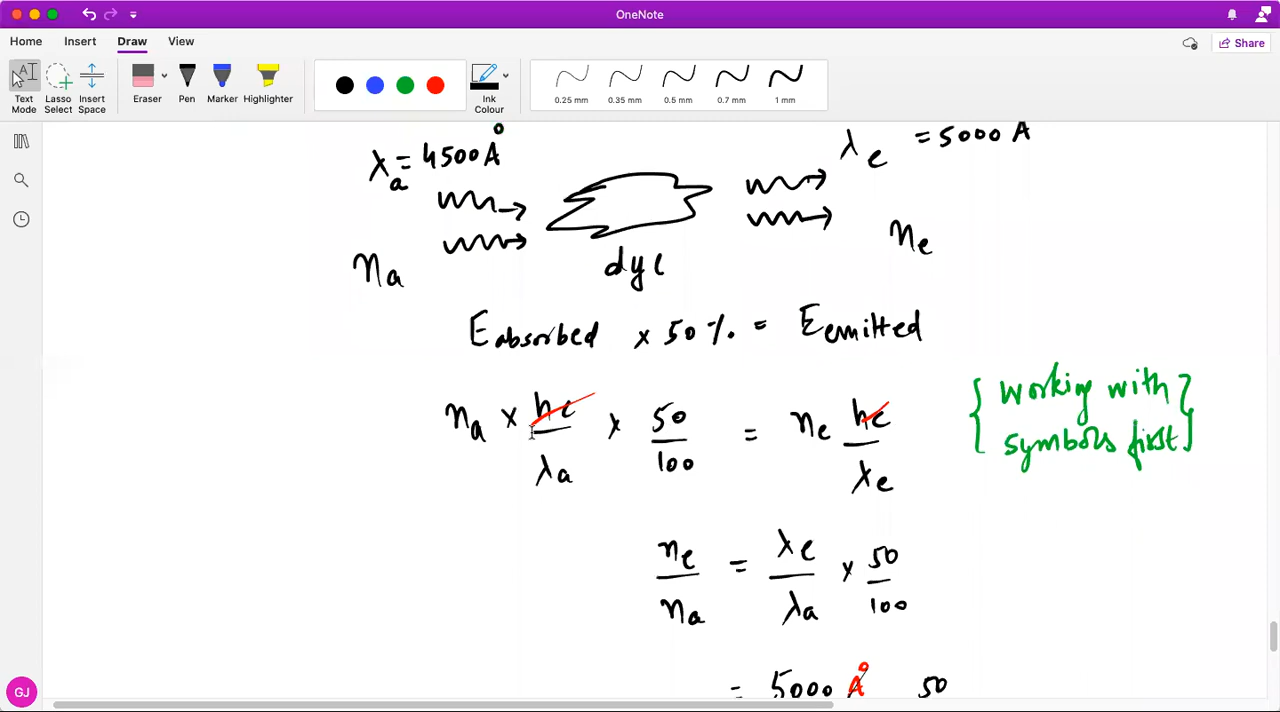 OneNote
Home Insert Draw View
Share
Text Mode
Lasso Select
Insert Space
Eraser
Pen
Marker
Highlighter
Ink Colour
0.25 mm
0.35 mm
0.5 mm
0.7 mm
1 mm
λa = 4500 Å
λe = 5000 A
na
dye
ne
Eabsorbed × 50 %. = Eemitted
na × hc/λa × 50/100 = ne hc/λe
{ working with symbols first }
ne/na = λe/λa × 50/100
= 5000 Å 50
GJ